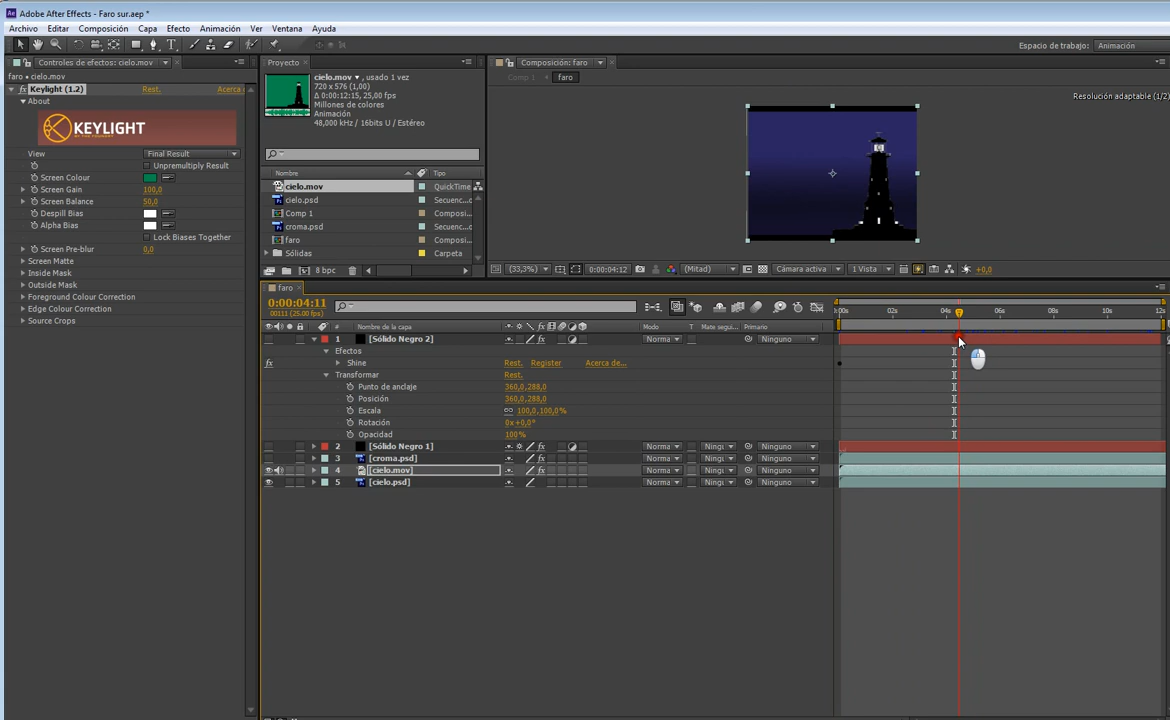 Adobe After Effects - Faro sur.aep *
Archivo Editar Composición Capa Efecto Animación Ver Ventana Ayuda
Espacio de trabajo: Animación
Controles de efectos: cielo.mov
faro • cielo.mov
fx Keylight (1.2) Rest. Acerca
About
KEYLIGHT
BY THE FOUNDRY
View Final Result
Unpremultiply Result
Screen Colour
Screen Gain 100,0
Screen Balance 50,0
Despill Bias
Alpha Bias
Lock Biases Together
Screen Pre-blur 0,0
Screen Matte
Inside Mask
Outside Mask
Foreground Colour Correction
Edge Colour Correction
Source Crops
Proyecto
cielo.mov , usado 1 vez
720 x 576 (1,00)
Δ 0:00:12:15, 25,00 fps
Millones de colores
Animación
48,000 kHz / 16bits U / Estéreo
Nombre Tipo
cielo.mov QuickTime
cielo.psd Secuenc...
Comp 1 Composi...
croma.psd Secuenc...
faro Composi...
Sólidas Carpeta
8 bpc
Composición: faro
Comp 1 faro
Resolución adaptable (1/2)
(33,3%) 0:00:04:12 (Mitad) Cámara activa 1 Vista +0,0
faro
0:00:04:11
00111 (25.00 fps)
# Nombre de la capa Modo T Mate segui... Primario
:00s 02s 04s 06s 08s 10s 12s
1 [Sólido Negro 2] Norma Ninguno
Efectos
fx Shine Rest. Register Acerca de...
Transformar Rest.
Punto de anclaje 360,0,288,0
Posición 360,0,288,0
Escala 100,0,100,0%
Rotación 0x+0,0°
Opacidad 100%
2 [Sólido Negro 1] fx Norma Ningu Ninguno
3 [croma.psd] fx Norma Ningu Ninguno
4 [cielo.mov] fx Norma Ningu Ninguno
5 [cielo.psd] Norma Ningu Ninguno